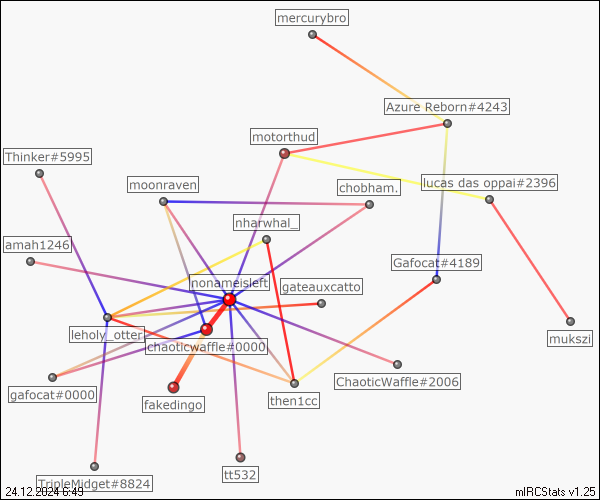 mercurybro
Azure Reborn#4243
motorthud
Thinker#5995
moonraven
chobham.
lucas das oppai#2396
nharwhal_
amah1246
Gafocat#4189
nonameisleft
gateauxcatto
leholy_otter
chaoticwaffle#0000
mukszi
gafocat#0000
ChaoticWaffle#2006
fakedingo
then1cc
tt532
TripleMidget#8824
24.12.2024 6:49
mIRCStats v1.25